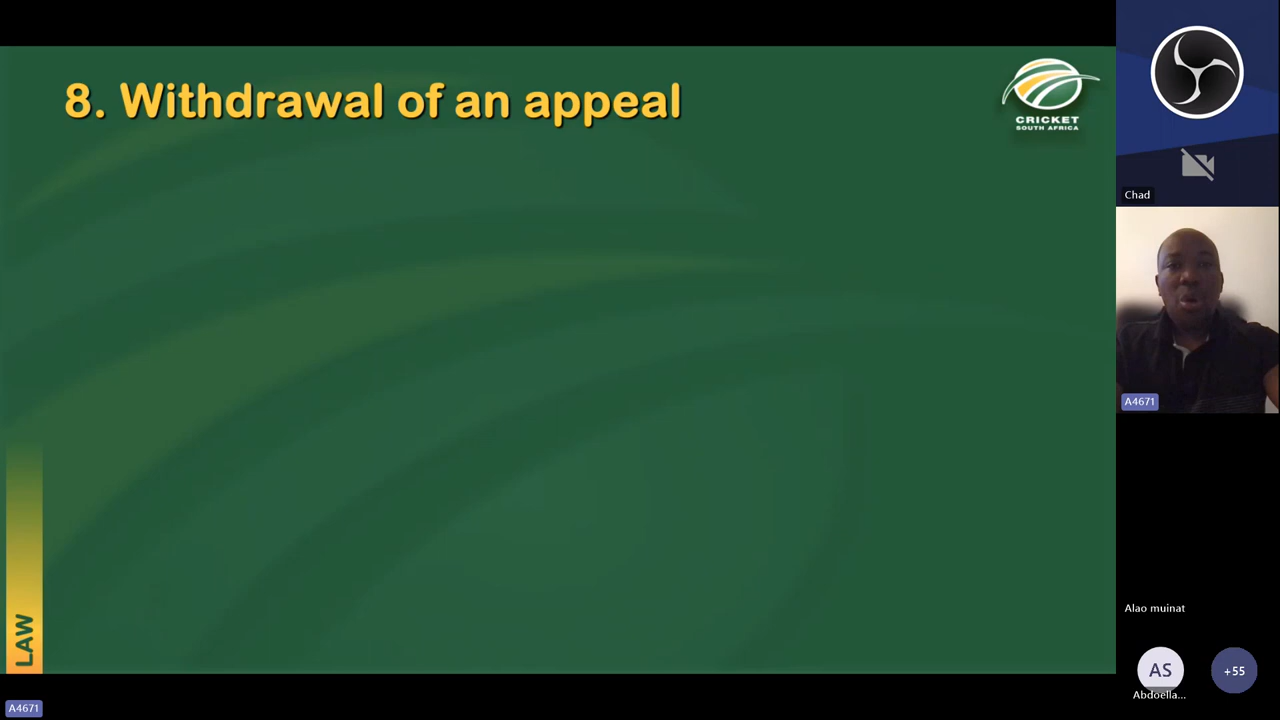 8. Withdrawal of an appeal
CRICKET
SOUTH AFRICA
LAW
A4671
Chad
A4671
Alao muinat
AS
Abdoella...
+55